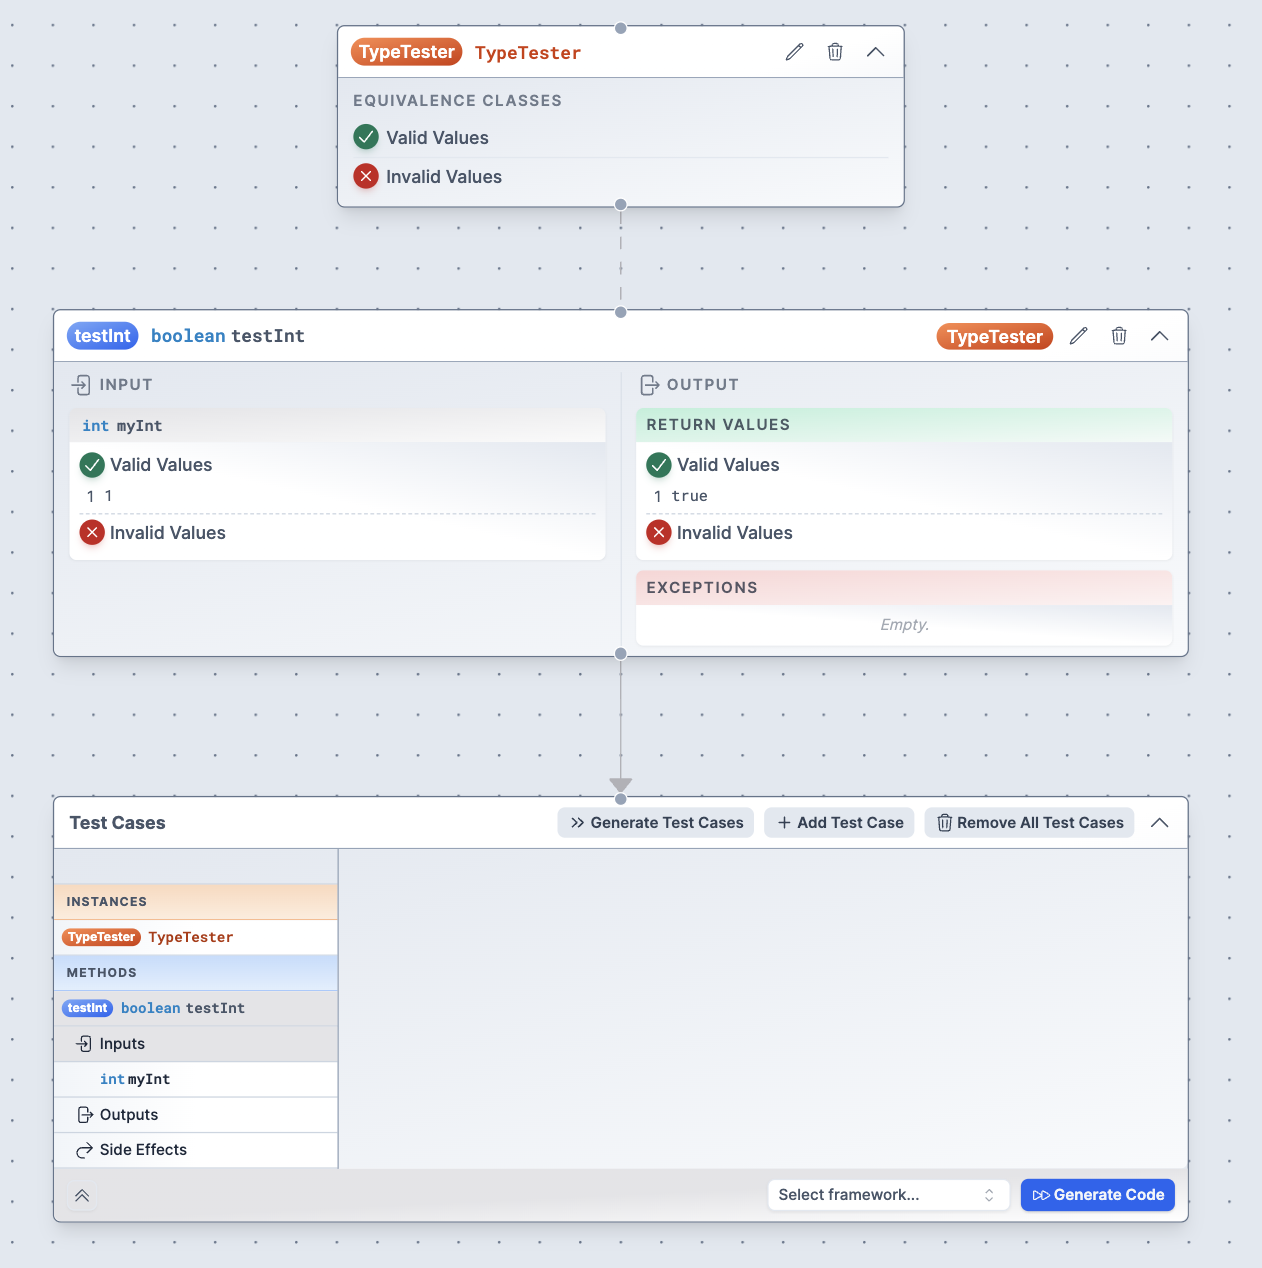 TypeTester TypeTester
EQUIVALENCE CLASSES
Valid Values
Invalid Values
testInt boolean testInt TypeTester
INPUT
int myInt
Valid Values
1 1
Invalid Values
OUTPUT
RETURN VALUES
Valid Values
1 true
Invalid Values
EXCEPTIONS
Empty.
Test Cases Generate Test Cases Add Test Case Remove All Test Cases
INSTANCES
TypeTester TypeTester
METHODS
testInt boolean testInt
Inputs
int myInt
Outputs
Side Effects
Select framework... Generate Code